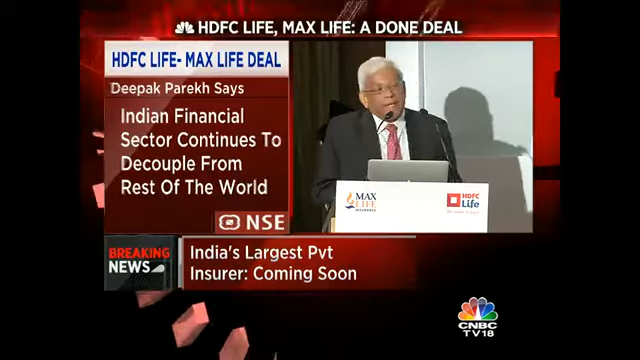 HDFC LIFE, MAX LIFE: A DONE DEAL
HDFC LIFE- MAX LIFE DEAL
Deepak Parekh Says
Indian Financial
Sector Continues To
Decouple From
Rest Of The World
NSE
MAX
LIFE
INSURANCE
HDFC
Life
BREAKING
NEWS
India's Largest Pvt
Insurer: Coming Soon
CNBC
TV18